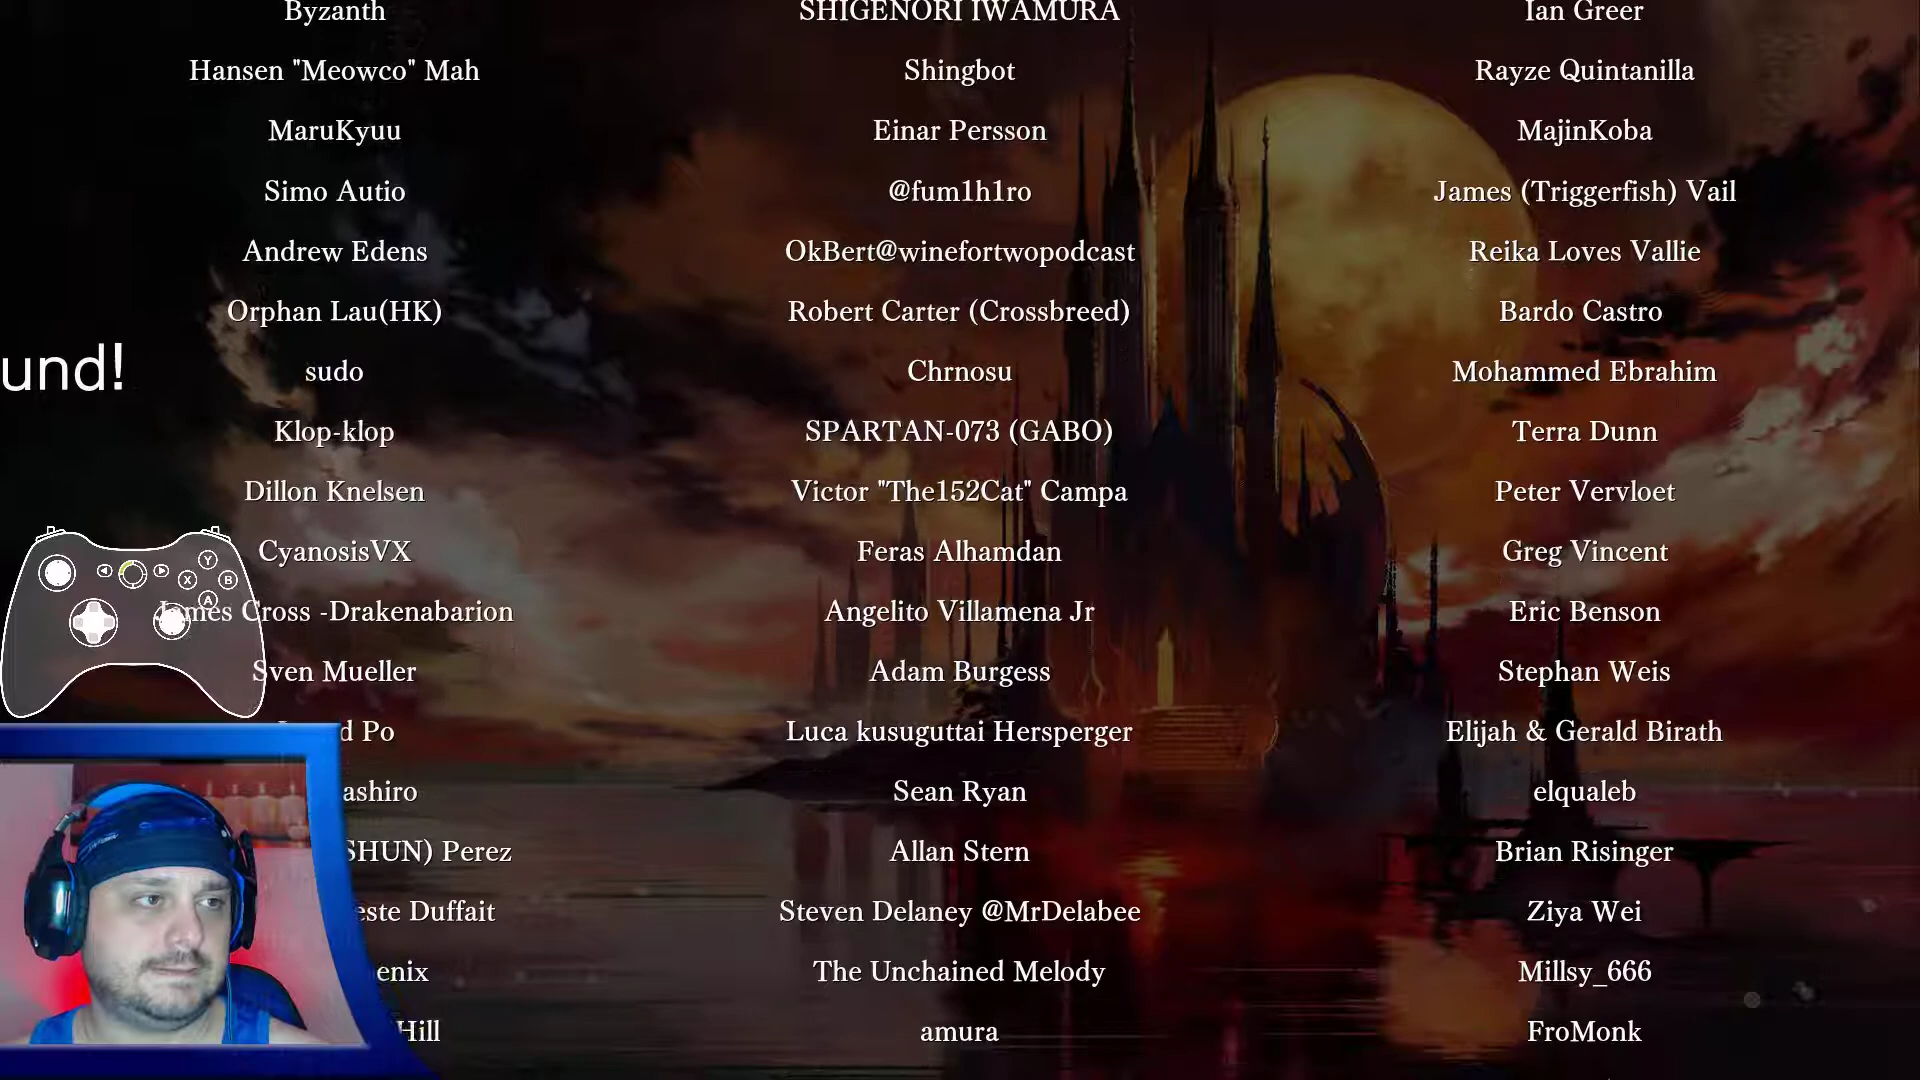 Byzanth
SHIGENORI IWAMURA
Ian Greer
Hansen "Meowco" Mah
Shingbot
Rayze Quintanilla
MaruKyuu
Einar Persson
MajinKoba
Simo Autio
@fum1h1ro
James (Triggerfish) Vail
Andrew Edens
OkBert@winefortwopodcast
Reika Loves Vallie
Orphan Lau(HK)
Robert Carter (Crossbreed)
Bardo Castro
und!
sudo
Chrnosu
Mohammed Ebrahim
Klop-klop
SPARTAN-073 (GABO)
Terra Dunn
Dillon Knelsen
Victor "The152Cat" Campa
Peter Vervloet
CyanosisVX
Feras Alhamdan
Greg Vincent
Y
X
B
A
James Cross -Drakenabarion
Angelito Villamena Jr
Eric Benson
Sven Mueller
Adam Burgess
Stephan Weis
d Po
Luca kusuguttai Hersperger
Elijah & Gerald Birath
ashiro
Sean Ryan
elqualeb
SHUN) Perez
Allan Stern
Brian Risinger
este Duffait
Steven Delaney @MrDelabee
Ziya Wei
enix
The Unchained Melody
Millsy_666
Hill
amura
FroMonk